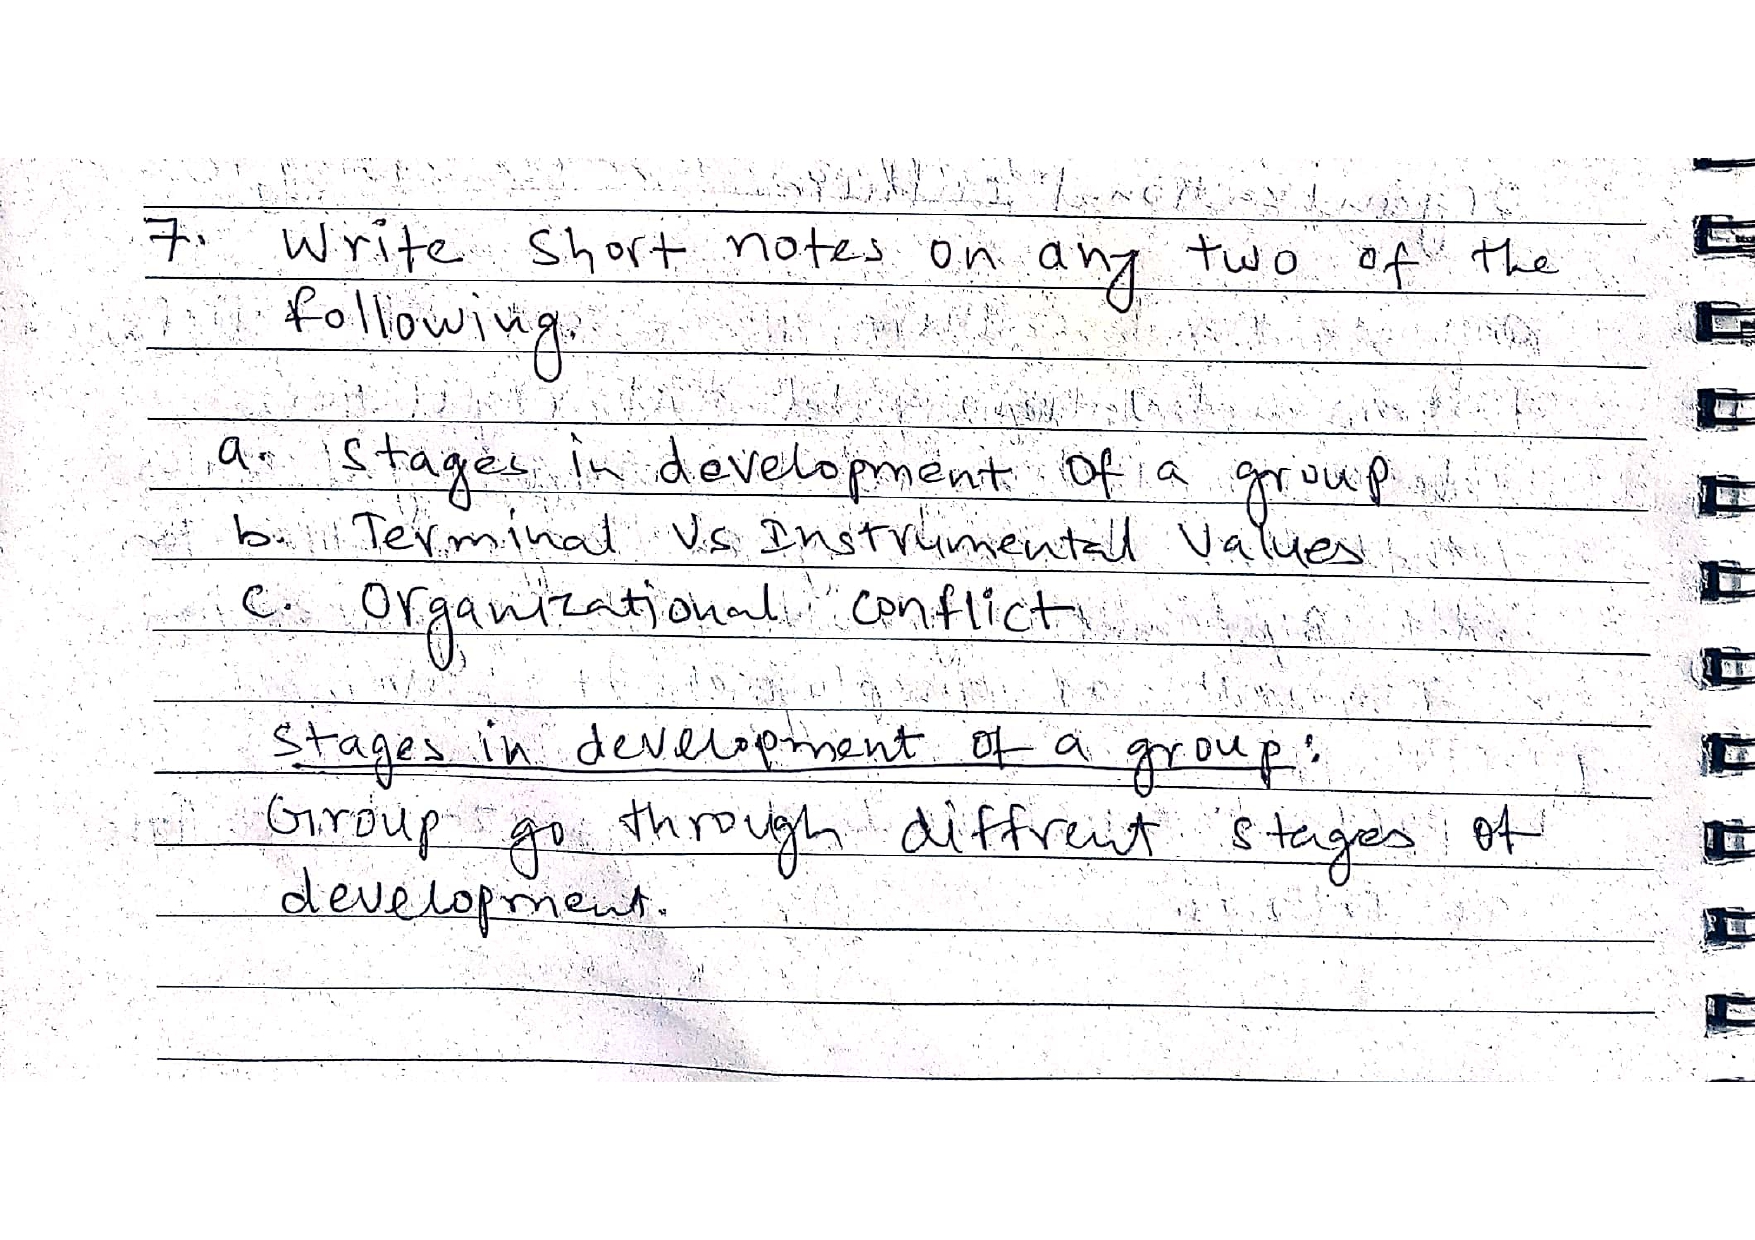 7. Write short notes on any two of the
following.
a. Stages in development of a group
b. Terminal Vs Instrumental Values
c. Organizational conflict
Stages in development of a group:
Group go through diffrent stages of
development.